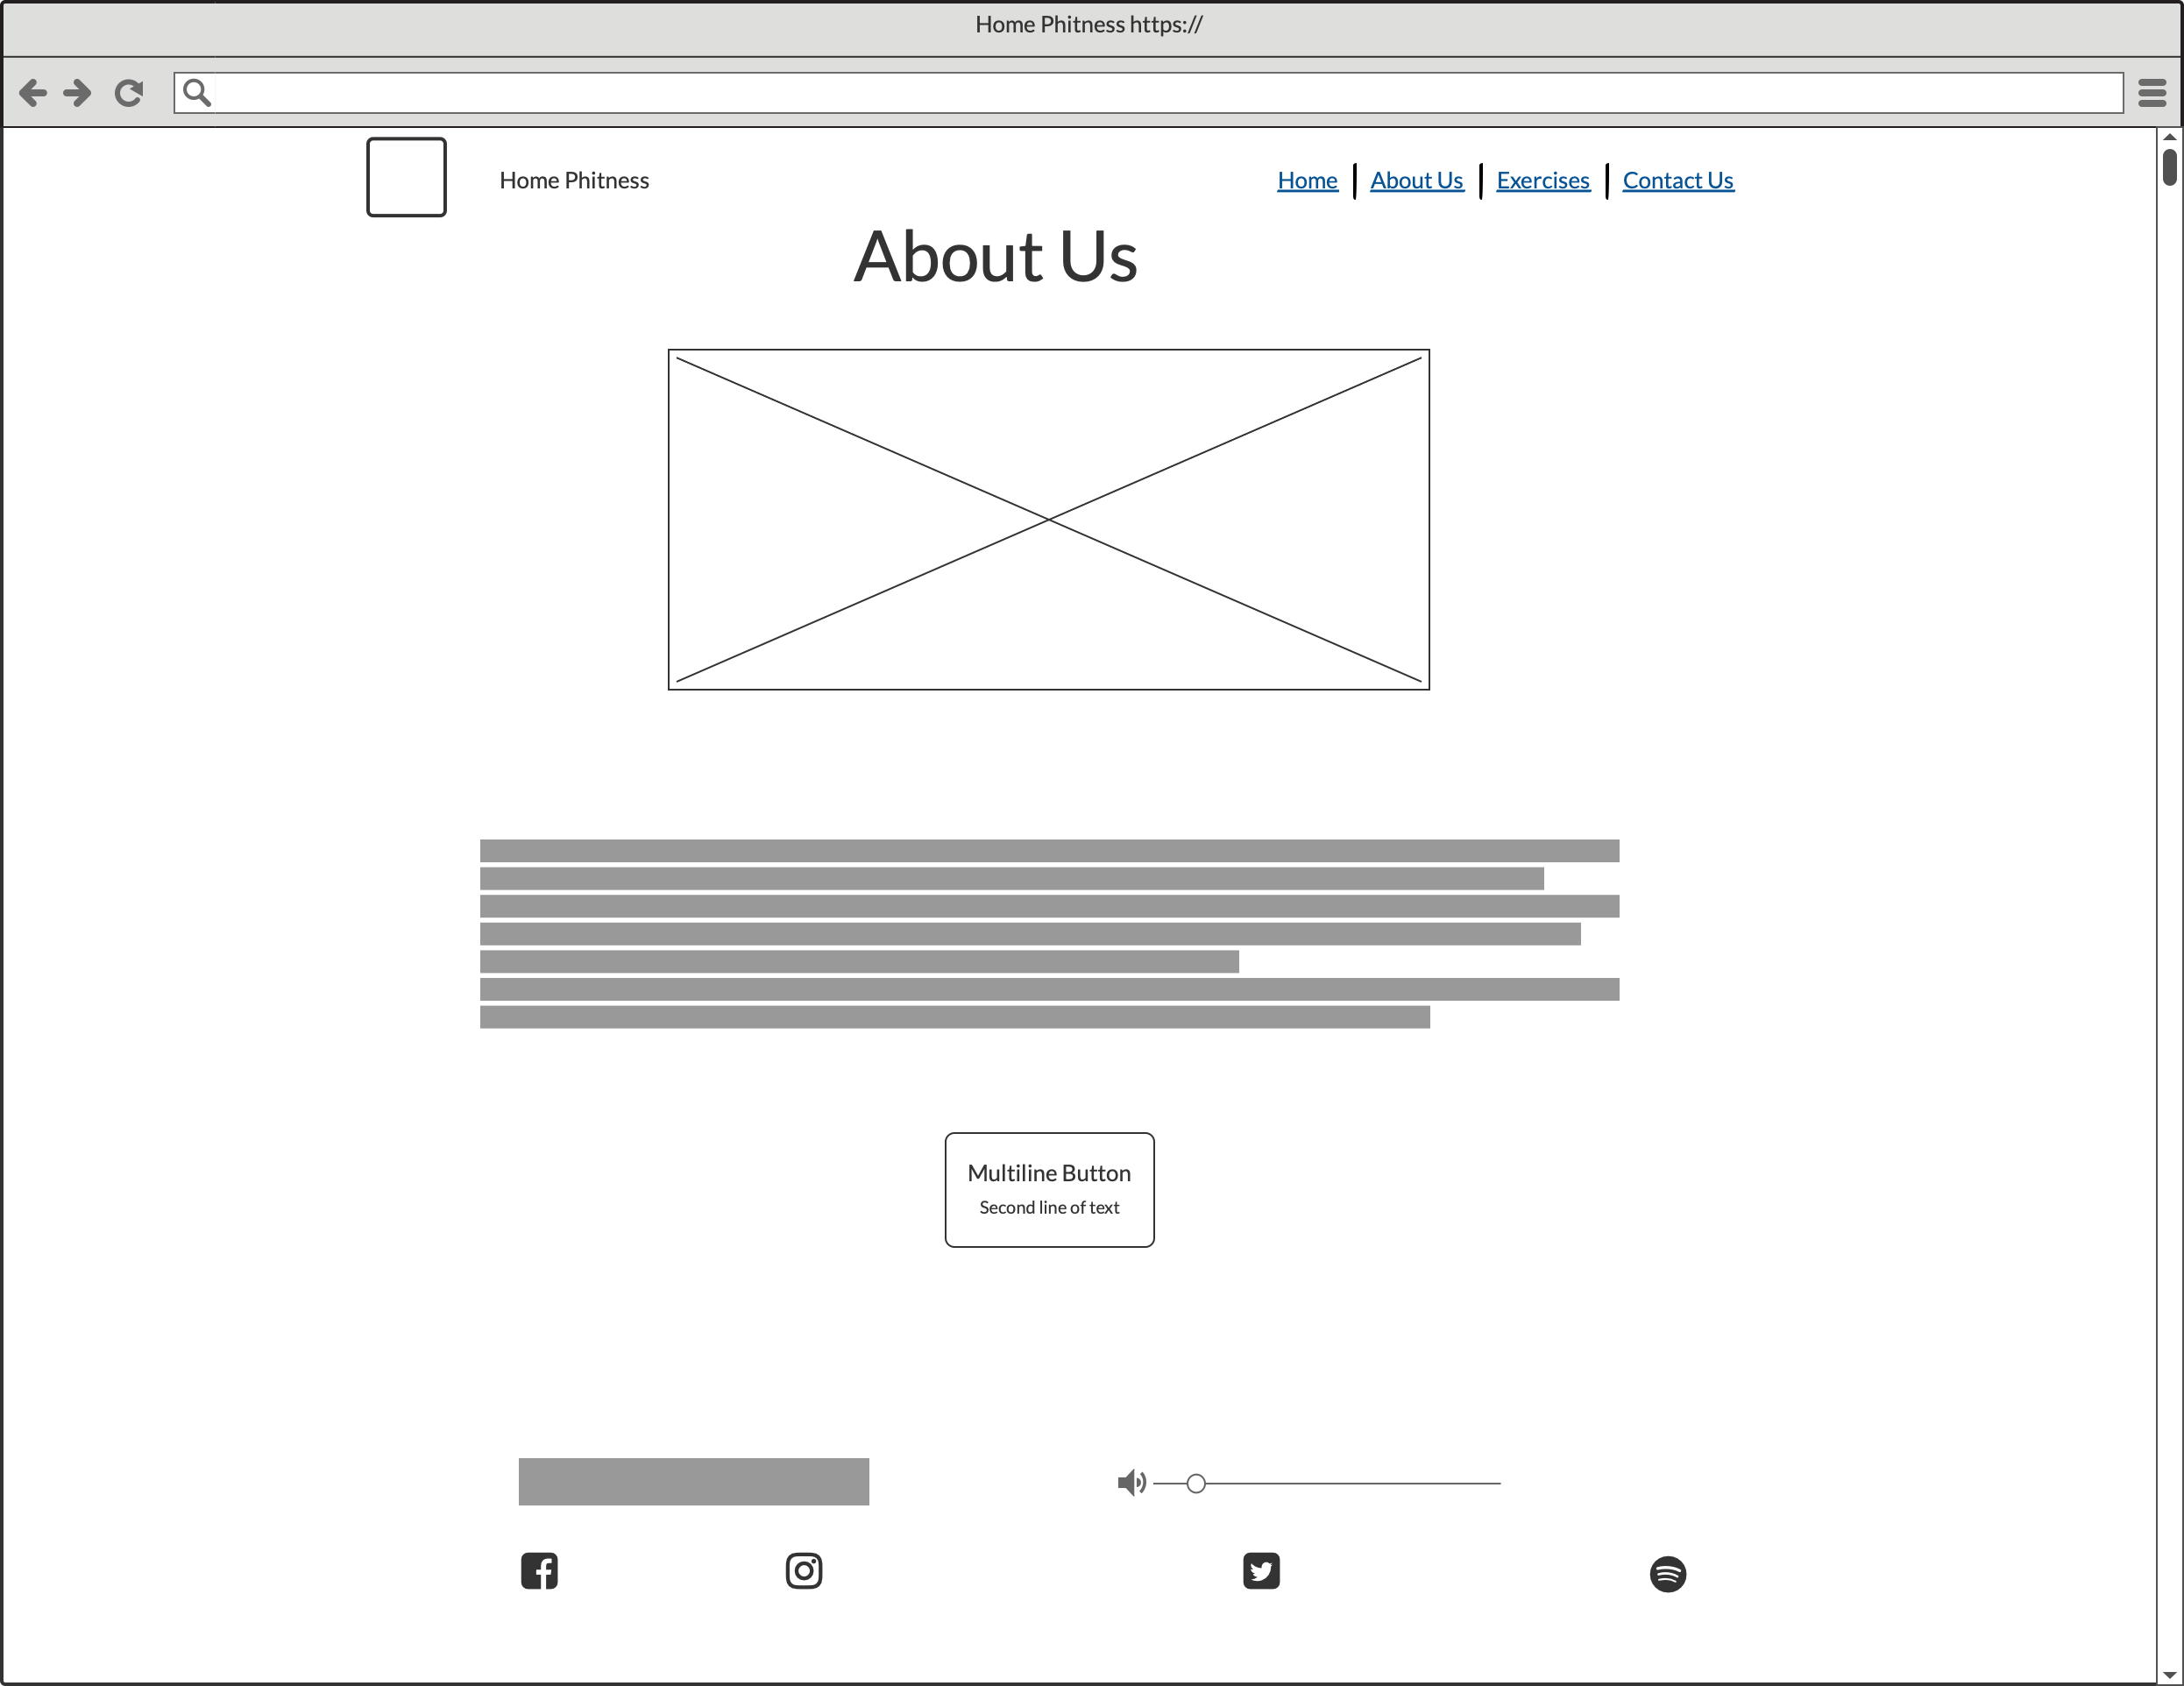 Home Phitness https://
Home Phitness
Home About Us Exercises Contact Us
About Us
Multiline Button
Second line of text